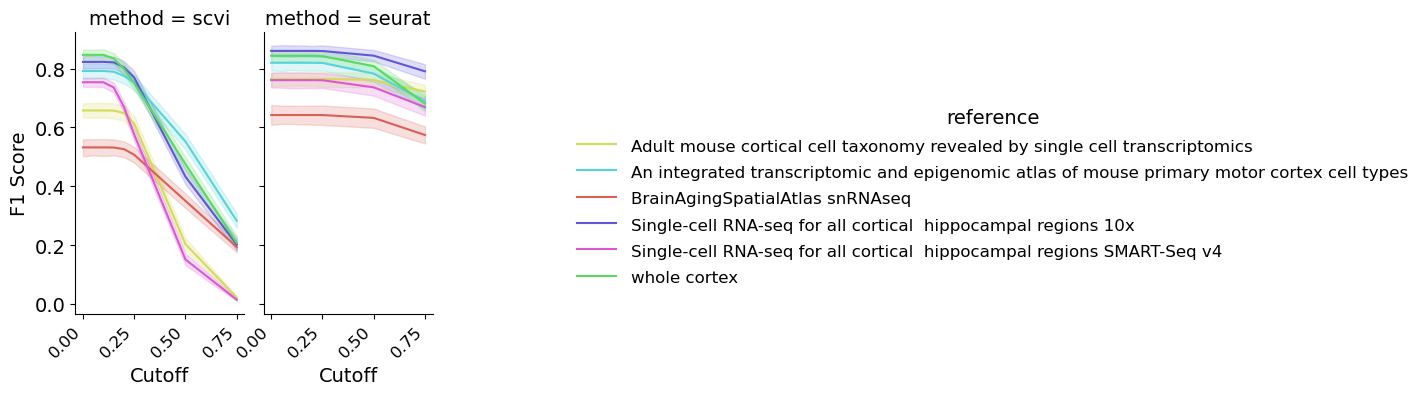 method = scvi
method = seurat
F1 Score
0.8
0.6
0.4
0.2
0.0
0.00
0.25
0.50
0.75
0.00
0.25
0.50
0.75
Cutoff
Cutoff
reference
Adult mouse cortical cell taxonomy revealed by single cell transcriptomics
An integrated transcriptomic and epigenomic atlas of mouse primary motor cortex cell types
BrainAgingSpatialAtlas snRNAseq
Single-cell RNA-seq for all cortical  hippocampal regions 10x
Single-cell RNA-seq for all cortical  hippocampal regions SMART-Seq v4
whole cortex